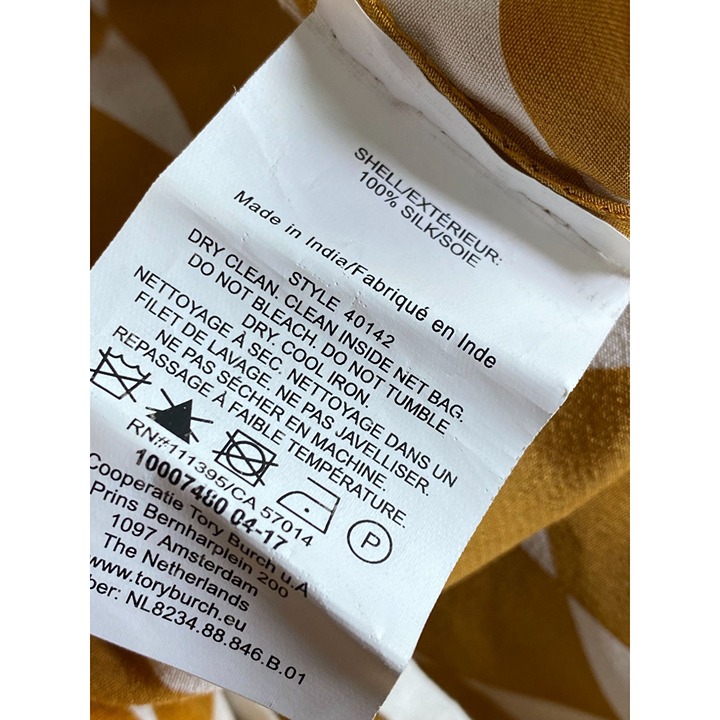 SHELL/EXTÉRIEUR:
100% SILK/SOIE
Made in India/Fabriqué en Inde
STYLE 40142
DRY CLEAN. CLEAN INSIDE NET BAG.
DO NOT BLEACH. DO NOT TUMBLE
DRY. COOL IRON.
NETTOYAGE À SEC. NETTOYAGE DANS UN
FILET DE LAVAGE. NE PAS JAVELLISER.
NE PAS SÉCHER EN MACHINE.
REPASSAGE À FAIBLE TEMPÉRATURE.
P
RN#111395/CA 57014
10007480 04-17
Cooperatie Tory Burch u.A
Prins Bernharplein 200
1097 Amsterdam
The Netherlands
www.toryburch.eu
ber: NL8234.88.846.B.01